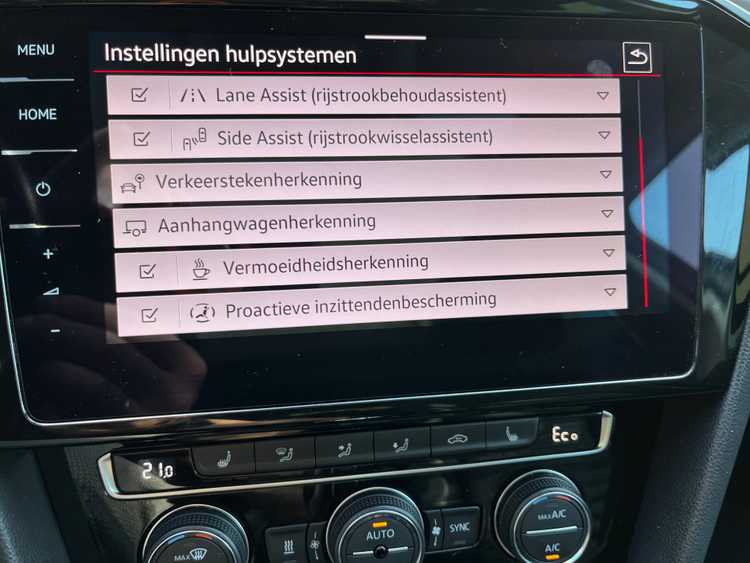 MENU
Instellingen hulpsystemen
Lane Assist (rijstrookbehoudassistent)
HOME
Side Assist (rijstrookwisselassistent)
Verkeerstekenherkenning
Aanhangwagenherkenning
Vermoeidheidsherkenning
Proactieve inzittendenbescherming
21.0
Eco
MAX
AUTO
SYNC
MAX A/C
A/C